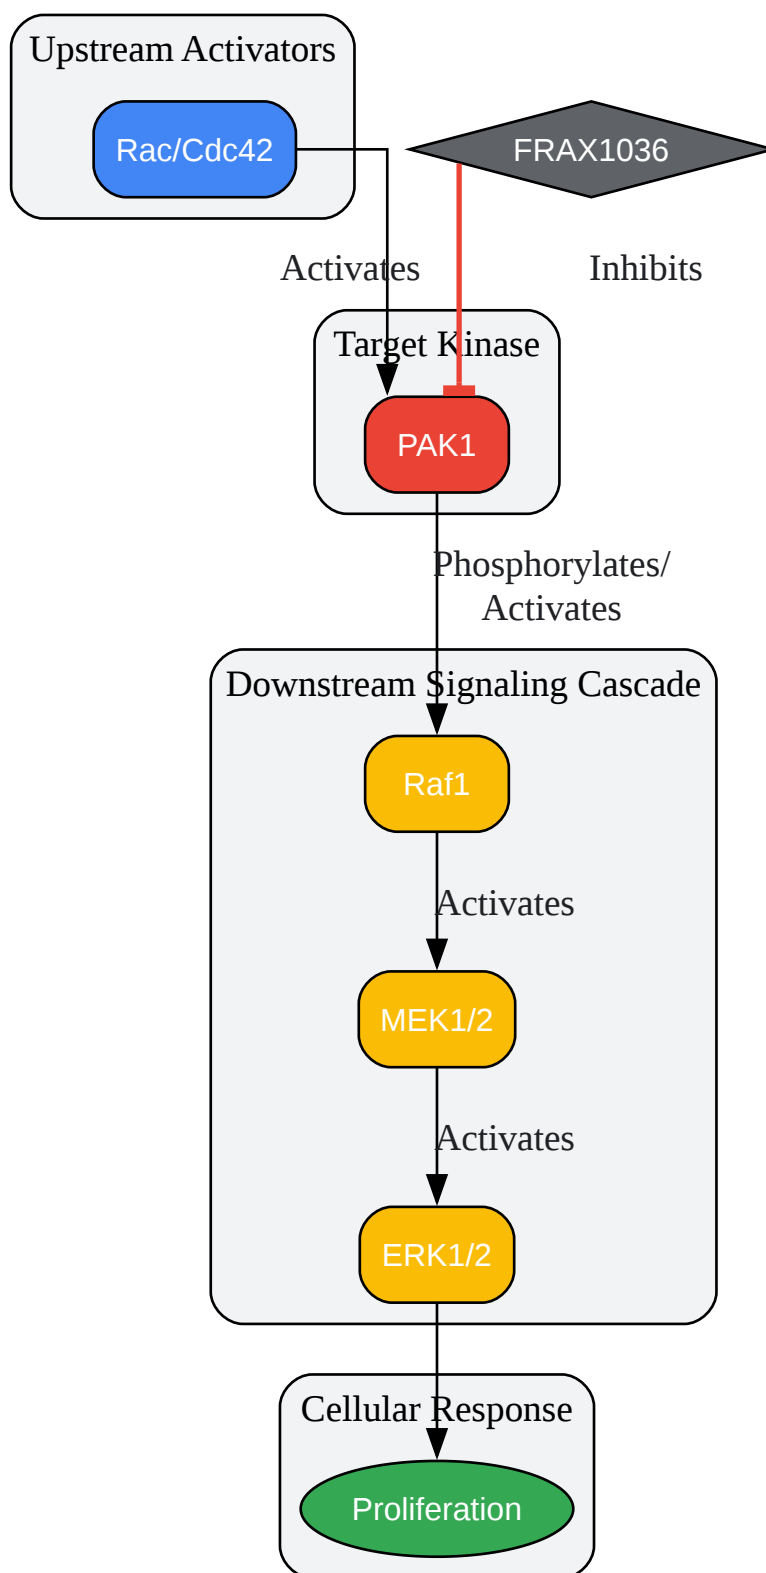 Upstream Activators
Rac/Cdc42
FRAX1036
Activates
Inhibits
Target Kinase
PAK1
Phosphorylates/
Activates
Downstream Signaling Cascade
Raf1
Activates
MEK1/2
Activates
ERK1/2
Cellular Response
Proliferation